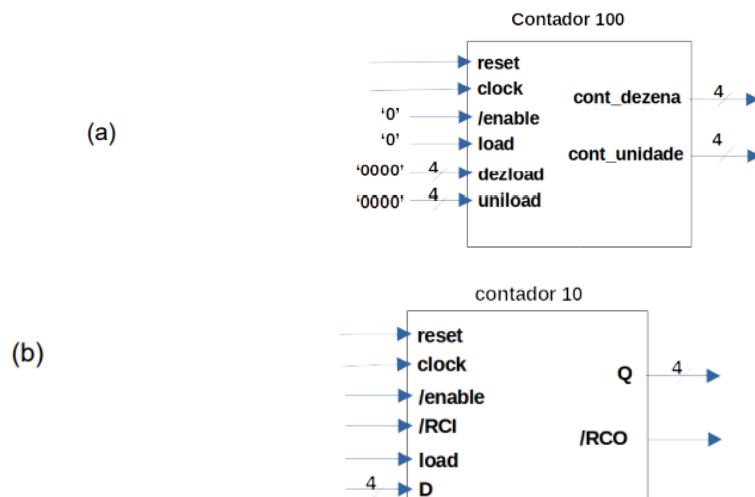 Contador 100
(a)
reset
clock
‘0’ /enable
‘0’ load
‘0000’ 4 dezload
‘0000’ 4 uniload
cont_dezena 4
cont_unidade 4
contador 10
(b)
reset
clock
/enable
/RCI
load
4 D
Q 4
/RCO